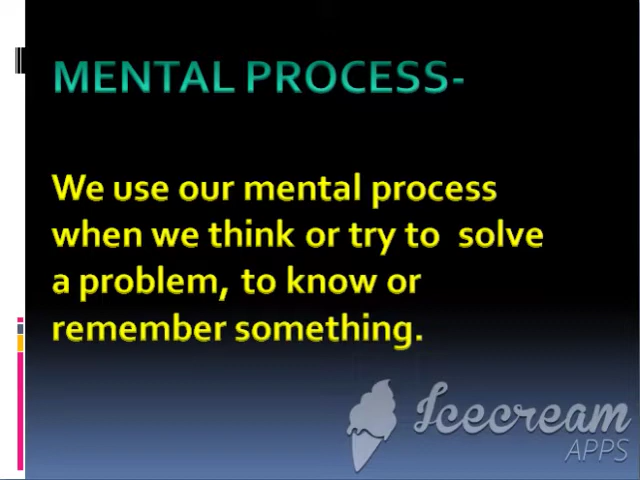 MENTAL PROCESS-
We use our mental process
when we think or try to solve
a problem, to know or
remember something.
Icecream
APPS